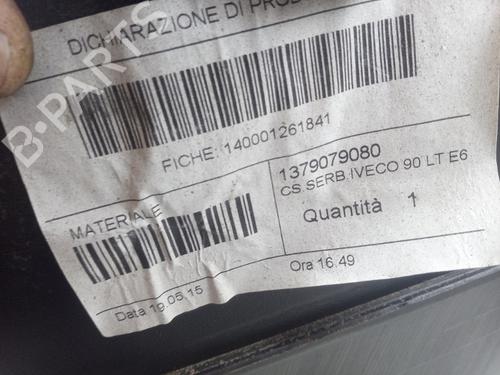 DICHIARAZIONE DI
FICHE: 140001261841
MATERIALE
1379079080
CS.SERB.IVECO 90 LT E6
Quantità 1
Data 19.05.15
Ora 16.49
B-PARTS